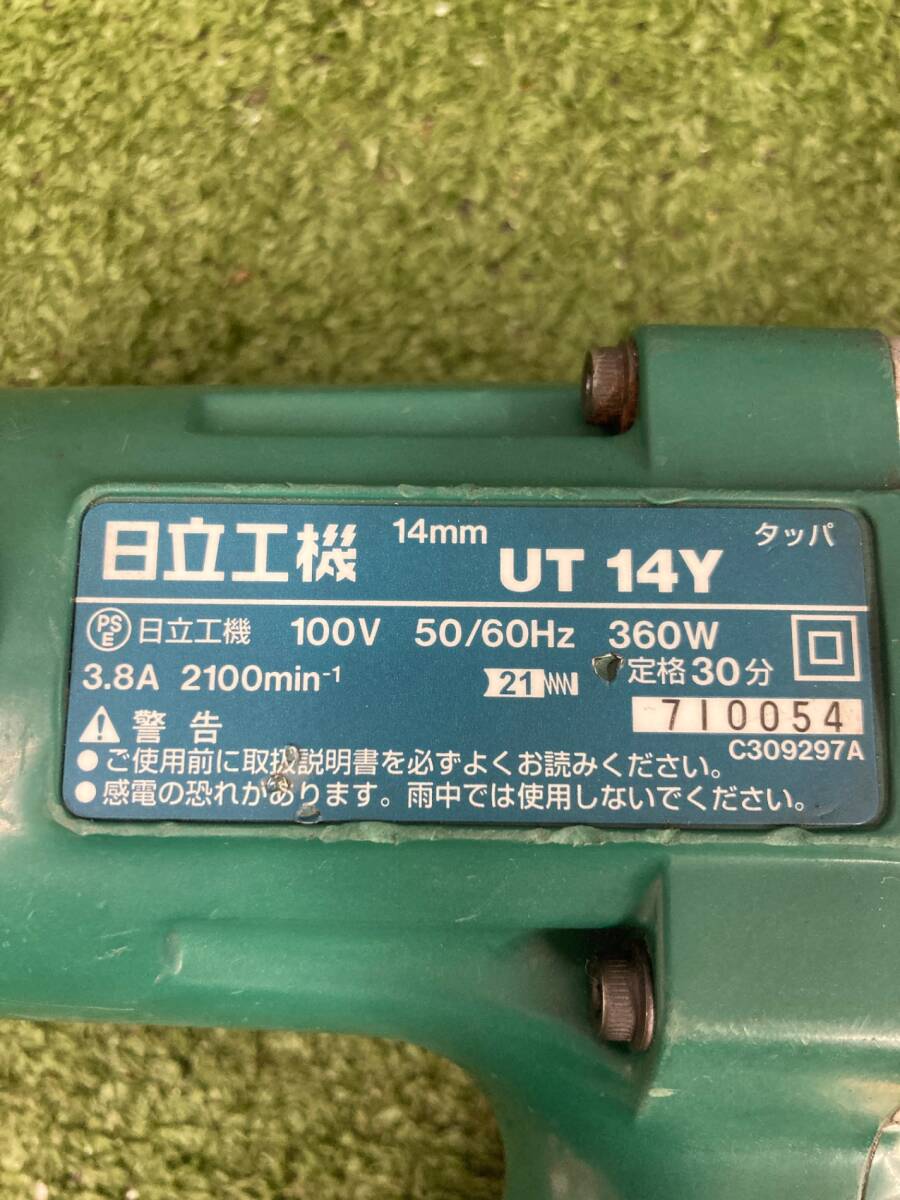 日立工機 14mm UT 14Y タッパ
PSE 日立工機 100V 50/60Hz 360W
3.8A 2100min⁻¹ 21 定格30分
710054
⚠ 警告 C309297A
●ご使用前に取扱説明書を必ずよくお読みください。
●感電の恐れがあります。雨中では使用しないでください。